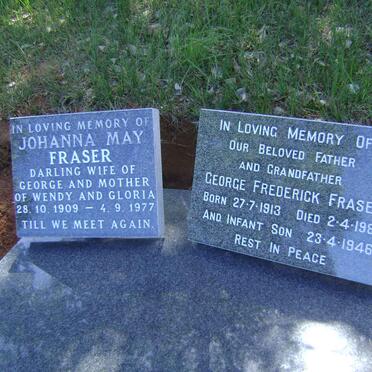 IN LOVING MEMORY OF
JOHANNA MAY
FRASER
DARLING WIFE OF
GEORGE AND MOTHER
OF WENDY AND GLORIA
28.10.1909 – 4.9.1977
TILL WE MEET AGAIN.
IN LOVING MEMORY OF
OUR BELOVED FATHER
AND GRANDFATHER
GEORGE FREDERICK FRASE
BORN 27-7-1913 DIED 2-4-198
AND INFANT SON 23-4-1946
REST IN PEACE